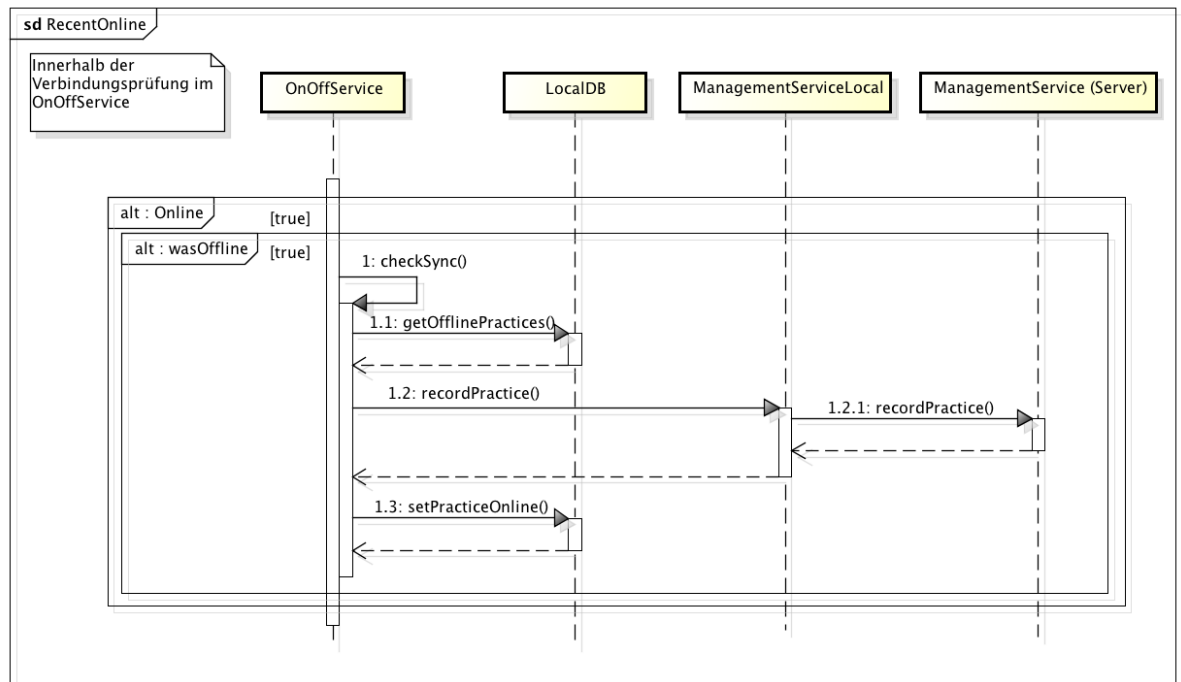 sd RecentOnline
Innerhalb der
Verbindungsprüfung im
OnOffService
OnOffService
LocalDB
ManagementServiceLocal
ManagementService (Server)
alt : Online
[true]
alt : wasOffline
[true]
1: checkSync()
1.1: getOfflinePractices()
1.2: recordPractice()
1.2.1: recordPractice()
1.3: setPracticeOnline()